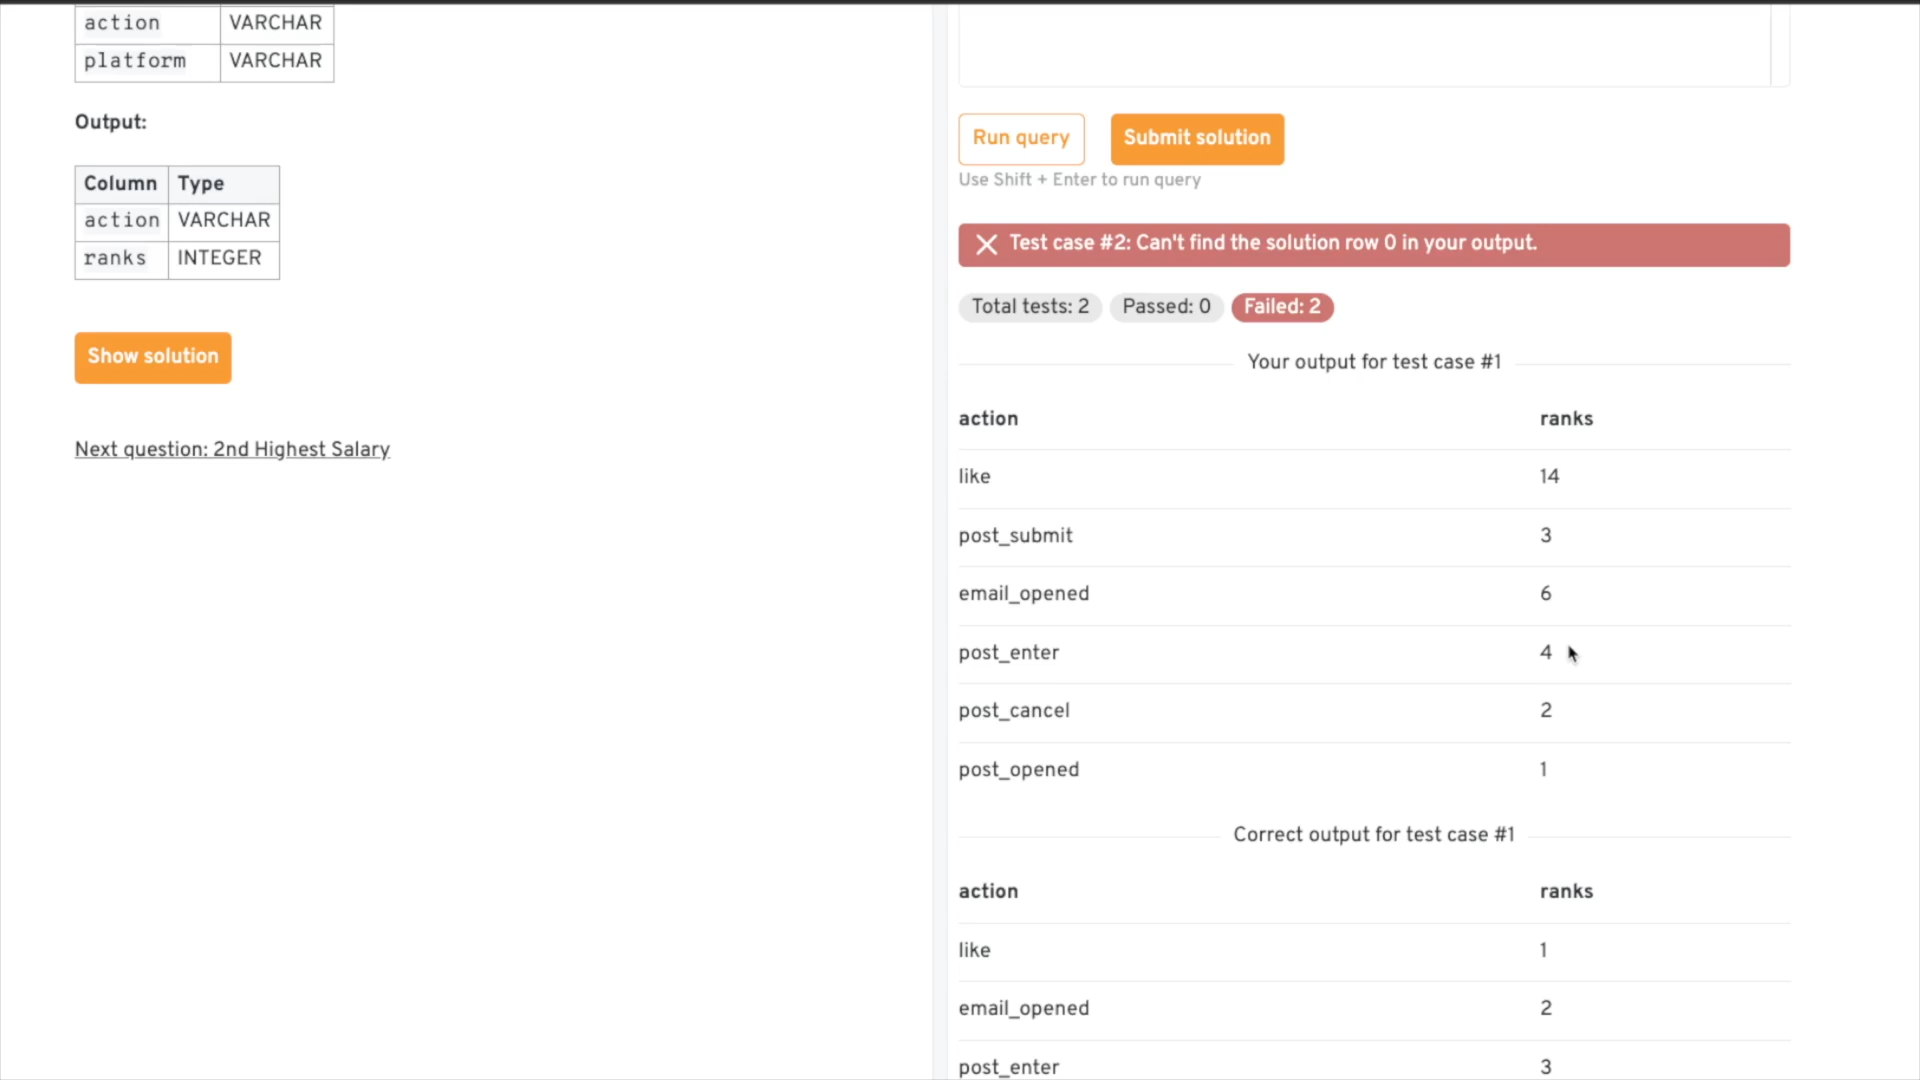 action VARCHAR
platform VARCHAR
Output:
Column Type
action VARCHAR
ranks INTEGER
Show solution
Next question: 2nd Highest Salary
Run query Submit solution
Use Shift + Enter to run query
Test case #2: Can't find the solution row 0 in your output.
Total tests: 2 Passed: 0 Failed: 2
Your output for test case #1
action ranks
like 14
post_submit 3
email_opened 6
post_enter 4
post_cancel 2
post_opened 1
Correct output for test case #1
action ranks
like 1
email_opened 2
post_enter 3